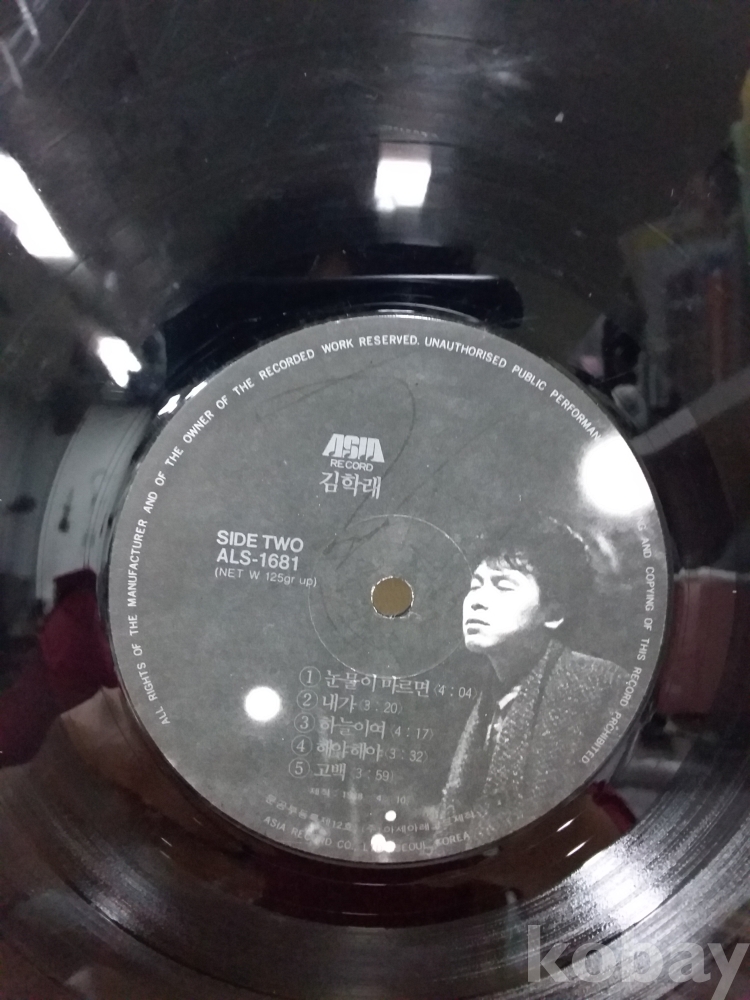 ALL RIGHTS OF THE MANUFACTURER AND OF THE OWNER OF THE RECORDED WORK RESERVED. UNAUTHORISED PUBLIC PERFORMAN AND COPYING OF THIS RECORD PROHIBITED
ASIA
RECORD
김학래
SIDE TWO
ALS-1681
(NET W 125gr up)
① 눈물이 마르면 (4 : 04)
② 내가 (3 : 20)
③ 하늘이여 (4 : 17)
④ 해야 해야 (3 : 32)
⑤ 고백 (3 : 59)
ASIA RECORD CO., SEOUL KOREA
kobay